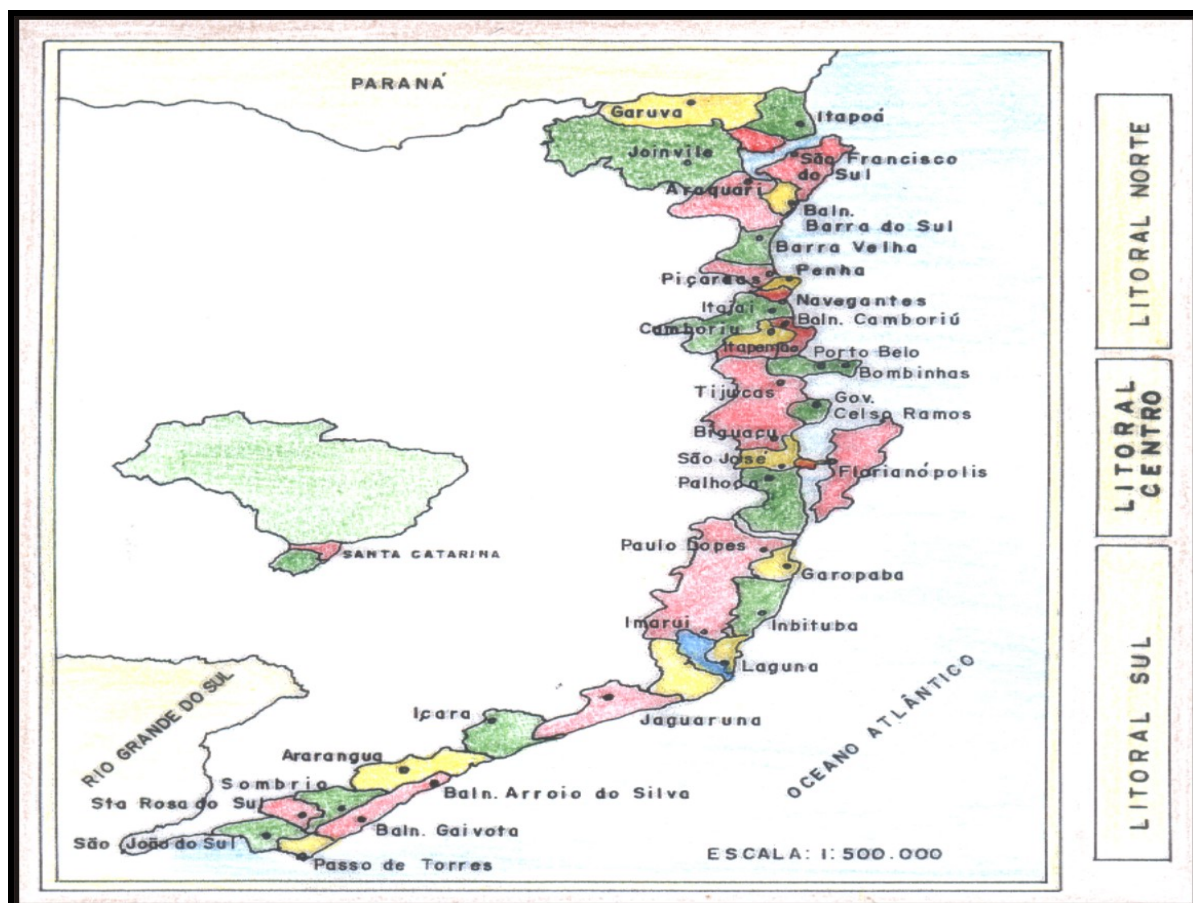 PARANÁ
Garuva
Itapoá
Joinvile
São Francisco
do Sul
Araquari
Baln.
Barra do Sul
Barra Velha
Penha
Piçarras
Navegantes
Itajaí
Baln. Camboriú
Camboriu
Itapema
Porto Belo
Bombinhas
Tijucas
Gov.
Celso Ramos
Biguaçu
São José
Florianópolis
Palhoça
Paulo Lopes
Garopaba
Imarui
Inbituba
Laguna
Jaguaruna
Içara
Ararangua
Sombrio
Baln. Arroio do Silva
Sta Rosa do Sul
Baln. Gaivota
São João do Sul
Passo de Torres
SANTA CATARINA
RIO GRANDE DO SUL
OCEANO ATLÂNTICO
ESCALA: 1:500.000
LITORAL NORTE
LITORAL
CENTRO
LITORAL SUL